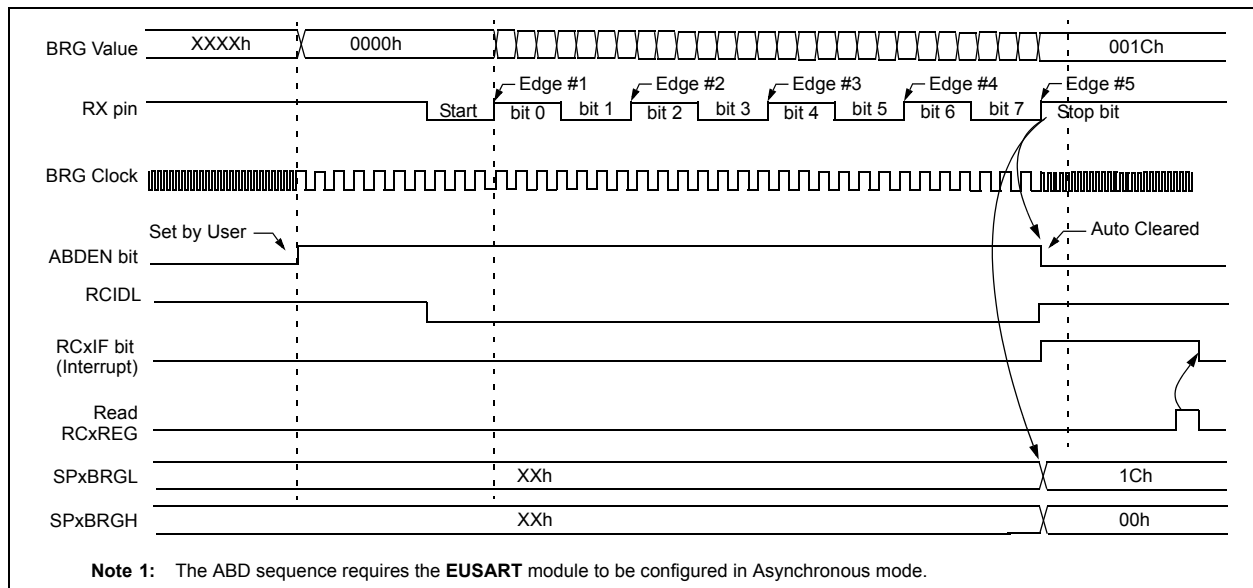 BRG Value XXXXh 0000h 001Ch
Edge #1 Edge #2 Edge #3 Edge #4 Edge #5
RX pin Start bit 0 bit 1 bit 2 bit 3 bit 4 bit 5 bit 6 bit 7 Stop bit
BRG Clock
Set by User Auto Cleared
ABDEN bit
RCIDL
RCxIF bit
(Interrupt)
Read
RCxREG
SPxBRGL XXh 1Ch
SPxBRGH XXh 00h
Note 1: The ABD sequence requires the EUSART module to be configured in Asynchronous mode.